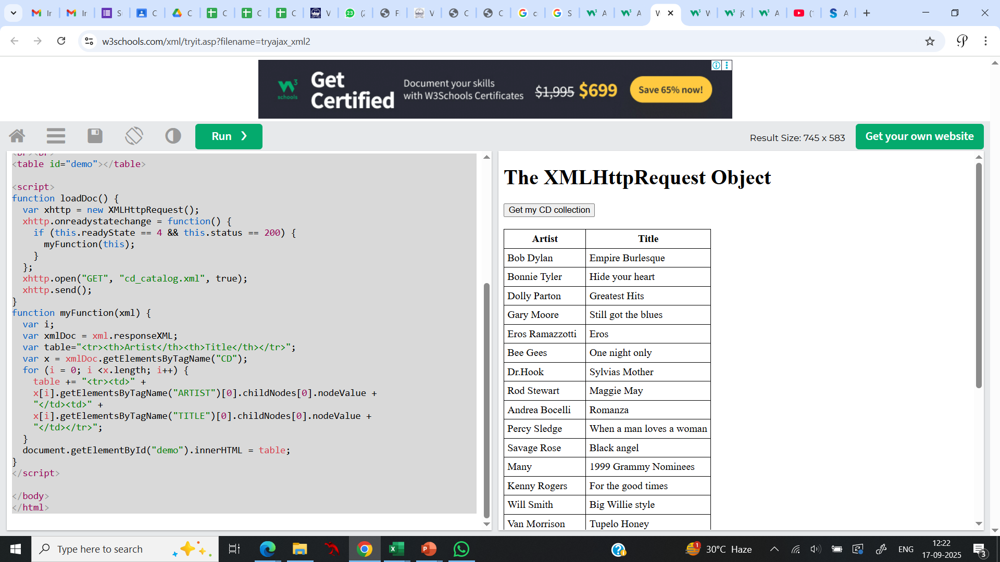 w3schools.com/xml/tryit.asp?filename=tryajax_xml2
schools
Get
Certified
Document your skills
with W3Schools Certificates
$1,995 $699
Save 65% now!
Run ❯
Result Size: 745 x 583
Get your own website
<table id="demo"></table>
<script>
function loadDoc() {
  var xhttp = new XMLHttpRequest();
  xhttp.onreadystatechange = function() {
    if (this.readyState == 4 && this.status == 200) {
      myFunction(this);
    }
  };
  xhttp.open("GET", "cd_catalog.xml", true);
  xhttp.send();
}
function myFunction(xml) {
  var i;
  var xmlDoc = xml.responseXML;
  var table="<tr><th>Artist</th><th>Title</th></tr>";
  var x = xmlDoc.getElementsByTagName("CD");
  for (i = 0; i <x.length; i++) {
    table += "<tr><td>" +
    x[i].getElementsByTagName("ARTIST")[0].childNodes[0].nodeValue +
    "</td><td>" +
    x[i].getElementsByTagName("TITLE")[0].childNodes[0].nodeValue +
    "</td></tr>";
  }
  document.getElementById("demo").innerHTML = table;
}
</script>
</body>
</html>
The XMLHttpRequest Object
Get my CD collection
Artist Title
Bob Dylan Empire Burlesque
Bonnie Tyler Hide your heart
Dolly Parton Greatest Hits
Gary Moore Still got the blues
Eros Ramazzotti Eros
Bee Gees One night only
Dr.Hook Sylvias Mother
Rod Stewart Maggie May
Andrea Bocelli Romanza
Percy Sledge When a man loves a woman
Savage Rose Black angel
Many 1999 Grammy Nominees
Kenny Rogers For the good times
Will Smith Big Willie style
Van Morrison Tupelo Honey
Type here to search
30°C Haze
ENG
12:22
17-09-2025
3